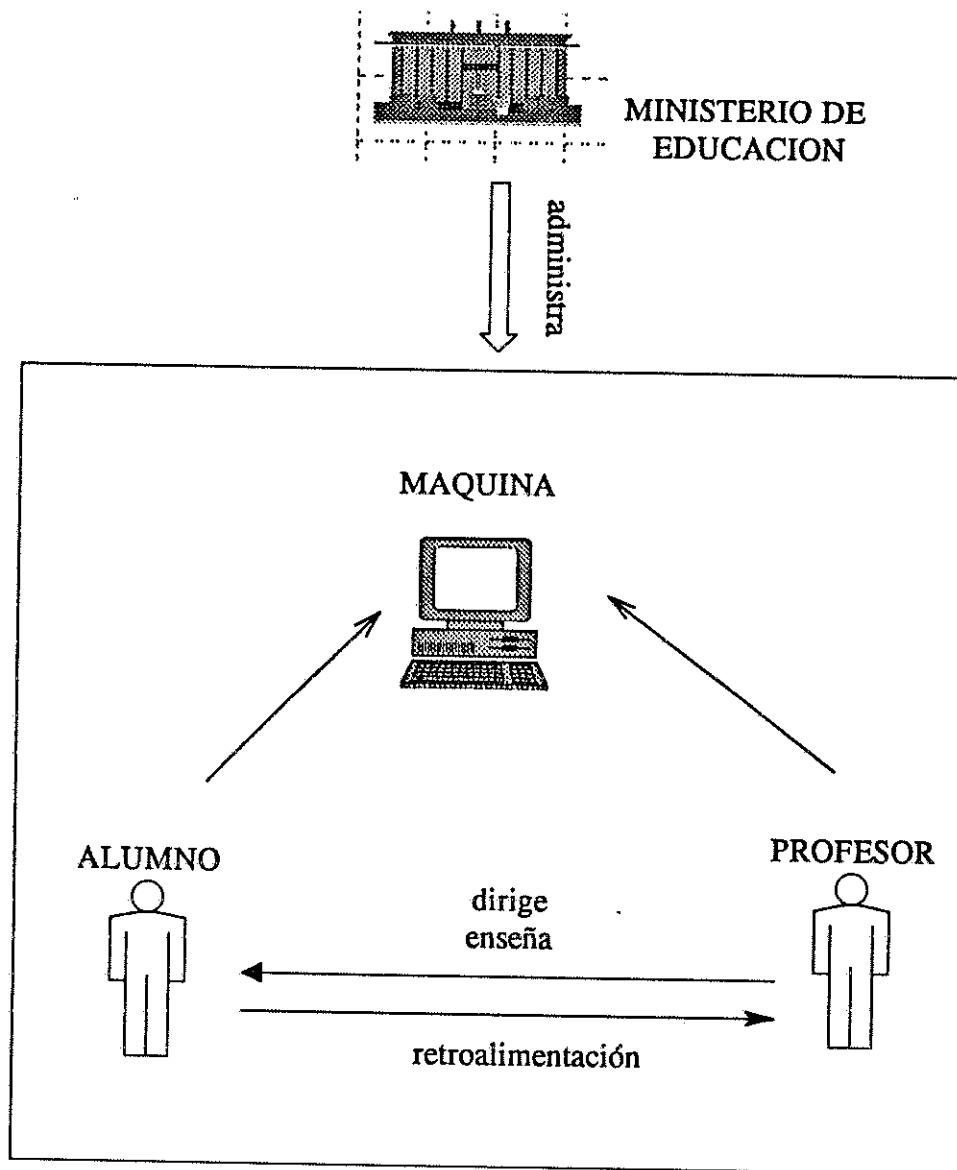 MINISTERIO DE
EDUCACION
administra
MAQUINA
ALUMNO
PROFESOR
dirige
enseña
retroalimentación